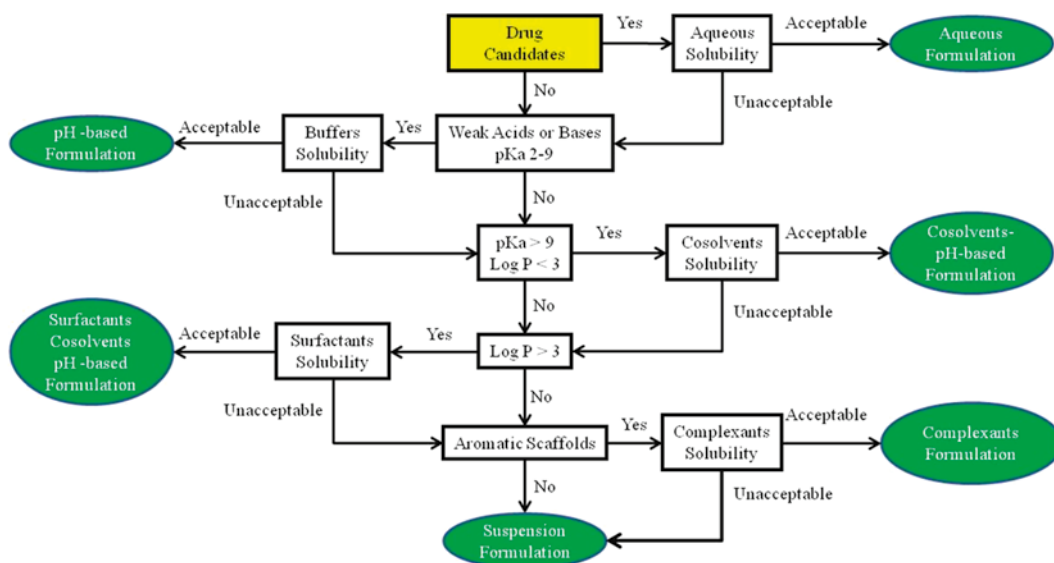 Drug
Candidates
Yes
Aqueous
Solubility
Acceptable
Aqueous
Formulation
No
Unacceptable
pH -based
Formulation
Acceptable
Buffers
Solubility
Yes
Weak Acids or Bases
pKa 2-9
Unacceptable
No
pKa > 9
Log P < 3
Yes
Cosolvents
Solubility
Acceptable
Cosolvents-
pH-based
Formulation
No
Unacceptable
Surfactants
Cosolvents
pH -based
Formulation
Acceptable
Surfactants
Solubility
Yes
Log P > 3
Unacceptable
No
Aromatic Scaffolds
Yes
Complexants
Solubility
Acceptable
Complexants
Formulation
No
Unacceptable
Suspension
Formulation